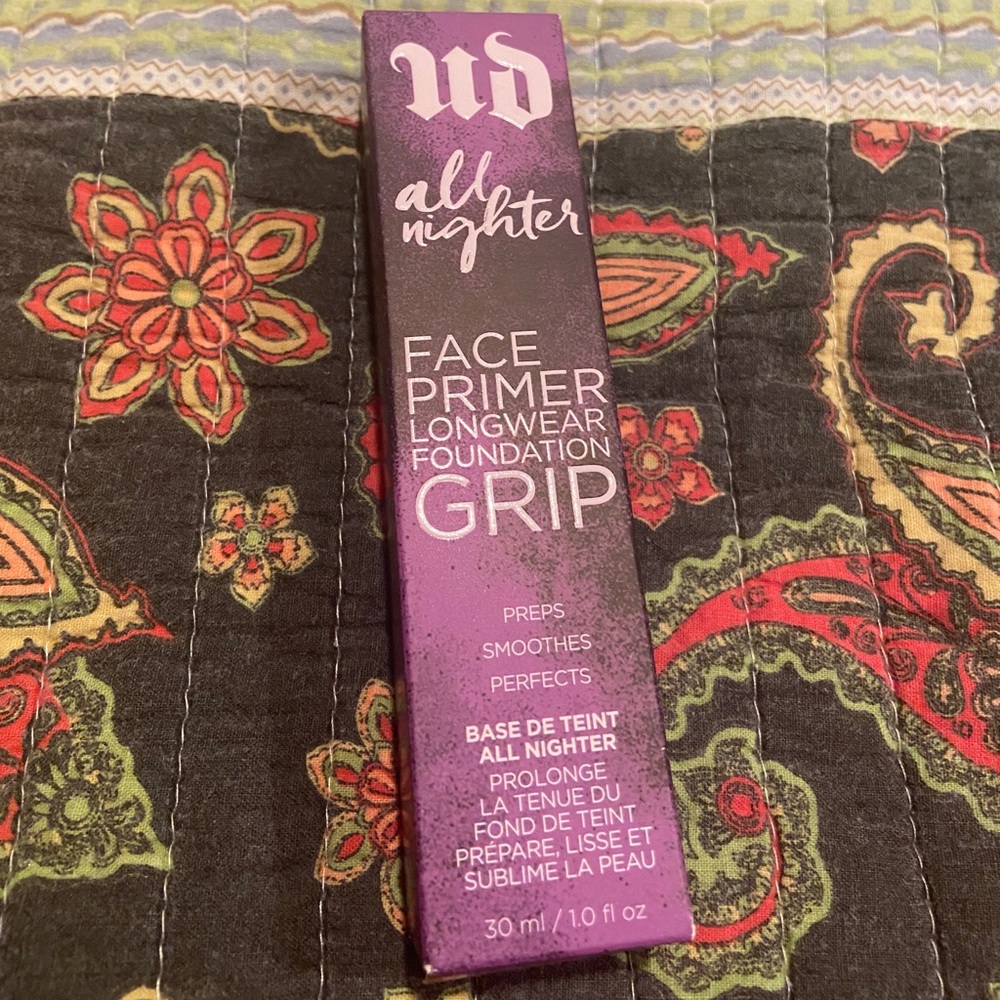 UD
all
nighter
FACE
PRIMER
LONGWEAR
FOUNDATION
GRIP
PREPS
SMOOTHES
PERFECTS
BASE DE TEINT
ALL NIGHTER
PROLONGE
LA TENUE DU
FOND DE TEINT
PRÉPARE, LISSE ET
SUBLIME LA PEAU
30 ml / 1.0 fl oz